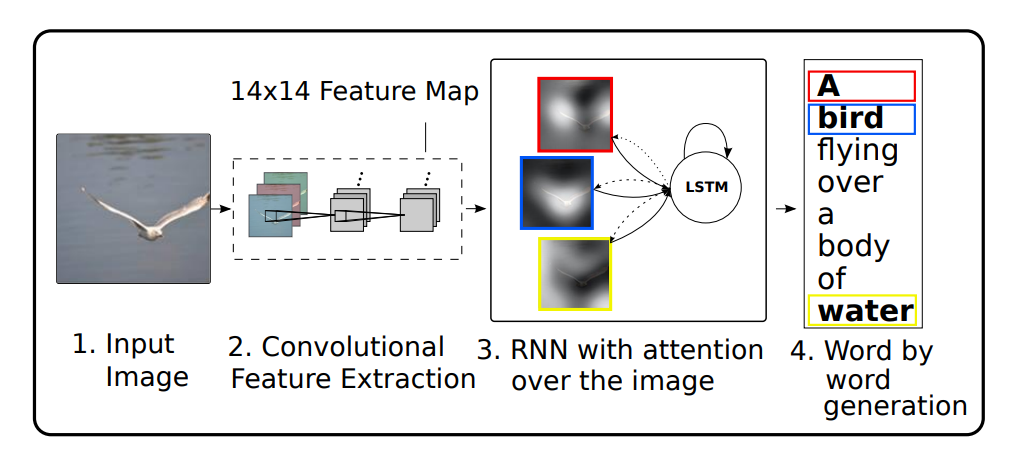 14x14 Feature Map
LSTM
A
bird
flying
over
a
body
of
water
1. Input
Image
2. Convolutional
Feature Extraction
3. RNN with attention
over the image
4. Word by
word
generation